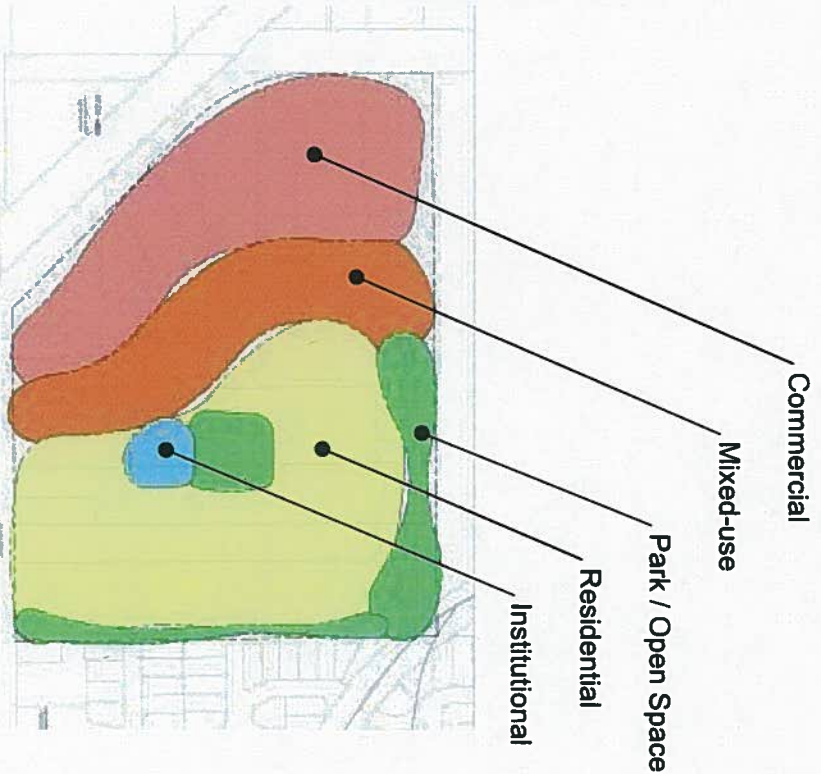 Commercial
Mixed-use
Park / Open Space
Residential
Institutional